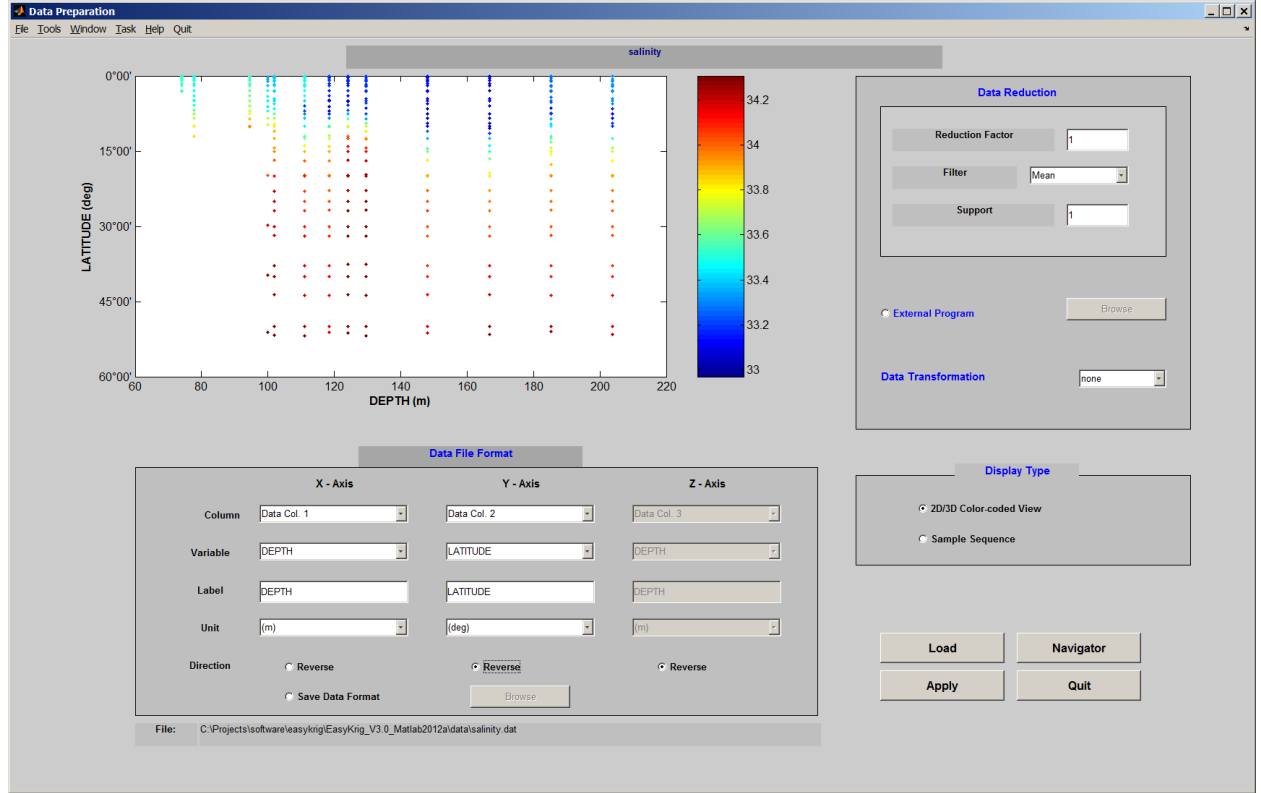 Data Preparation
File Tools Window Task Help Quit
salinity
0°00'
15°00'
30°00'
45°00'
60°00'
LATITUDE (deg)
60 80 100 120 140 160 180 200 220
DEPTH (m)
34.2
34
33.8
33.6
33.4
33.2
33
Data Reduction
Reduction Factor 1
Filter Mean
Support 1
External Program Browse
Data Transformation none
Data File Format
X - Axis Y - Axis Z - Axis
Column Data Col. 1 Data Col. 2 Data Col. 3
Variable DEPTH LATITUDE DEPTH
Label DEPTH LATITUDE DEPTH
Unit (m) (deg) (m)
Direction Reverse Reverse Reverse
Save Data Format Browse
File: C:\Projects\software\easykrig\EasyKrig_V3.0_Matlab2012a\data\salinity.dat
Display Type
2D/3D Color-coded View
Sample Sequence
Load Navigator
Apply Quit